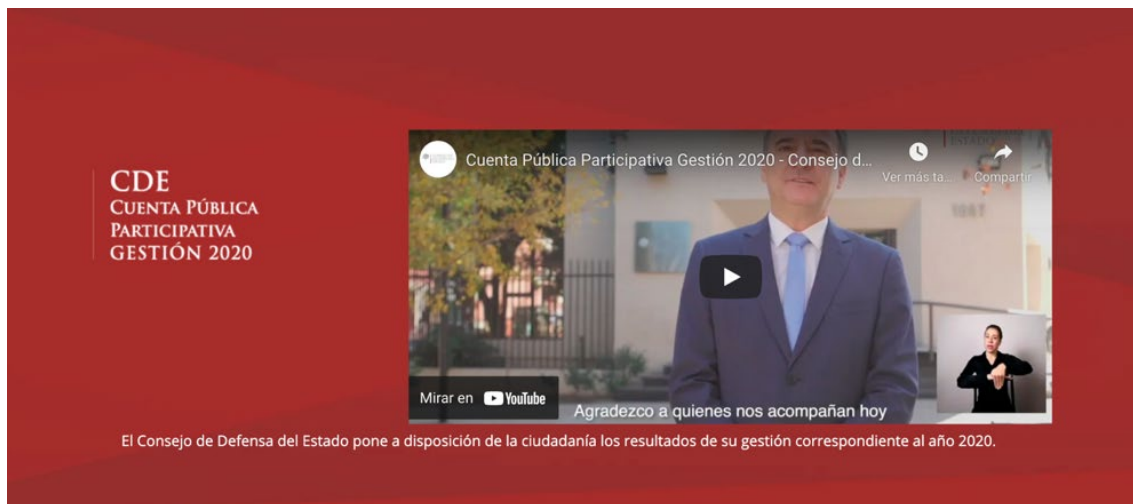 CDE
CUENTA PÚBLICA
PARTICIPATIVA
GESTIÓN 2020
Cuenta Pública Participativa Gestión 2020 - Consejo d...
ESTADO
Ver más ta...
Compartir
1687
Mirar en YouTube
Agradezco a quienes nos acompañan hoy
El Consejo de Defensa del Estado pone a disposición de la ciudadanía los resultados de su gestión correspondiente al año 2020.